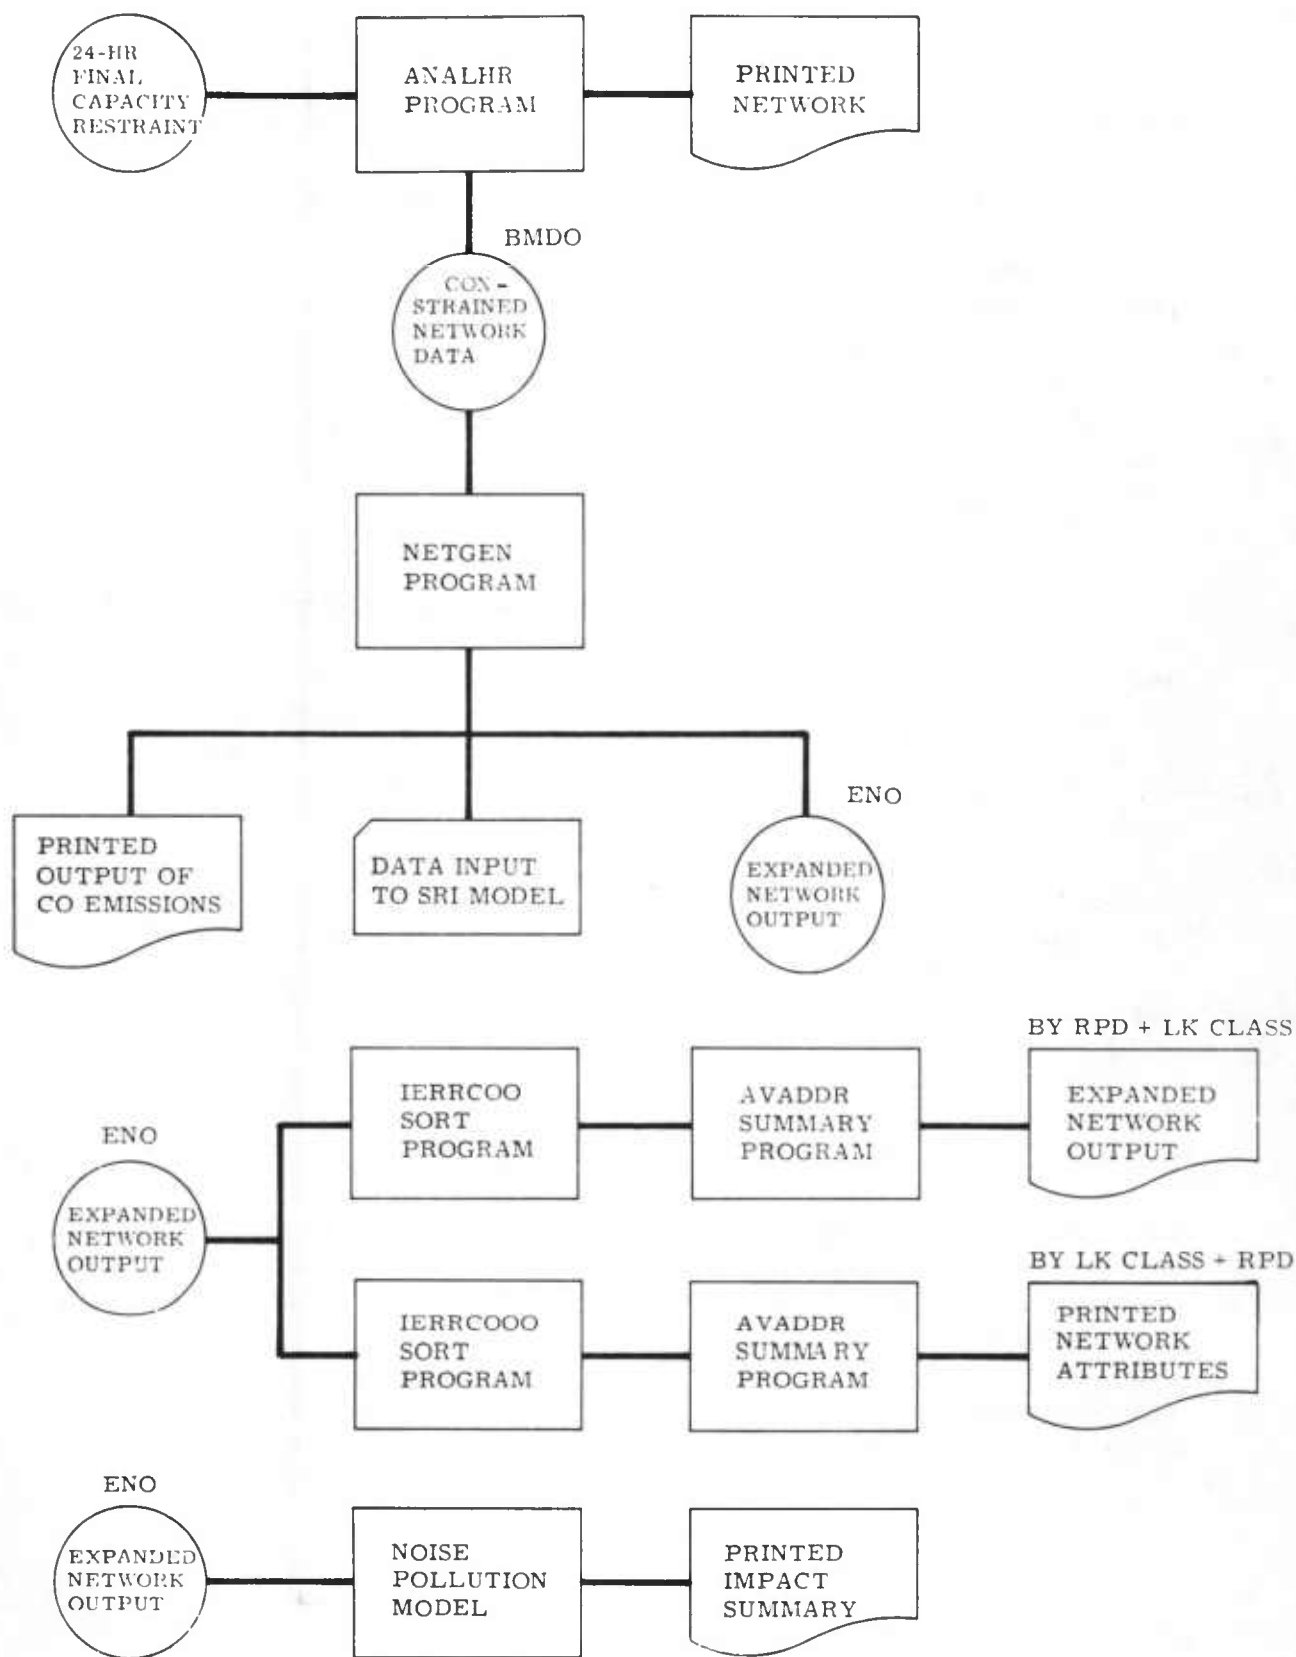 24-HR
FINAL
CAPACITY
RESTRAINT
ANALHR
PROGRAM
PRINTED
NETWORK
BMDO
CON-
STRAINED
NETWORK
DATA
NETGEN
PROGRAM
ENO
PRINTED
OUTPUT OF
CO EMISSIONS
DATA INPUT
TO SRI MODEL
EXPANDED
NETWORK
OUTPUT
BY RPD + LK CLASS
IERRCOO
SORT
PROGRAM
AVADDR
SUMMARY
PROGRAM
EXPANDED
NETWORK
OUTPUT
ENO
EXPANDED
NETWORK
OUTPUT
BY LK CLASS + RPD
IERRCOOO
SORT
PROGRAM
AVADDR
SUMMARY
PROGRAM
PRINTED
NETWORK
ATTRIBUTES
ENO
EXPANDED
NETWORK
OUTPUT
NOISE
POLLUTION
MODEL
PRINTED
IMPACT
SUMMARY